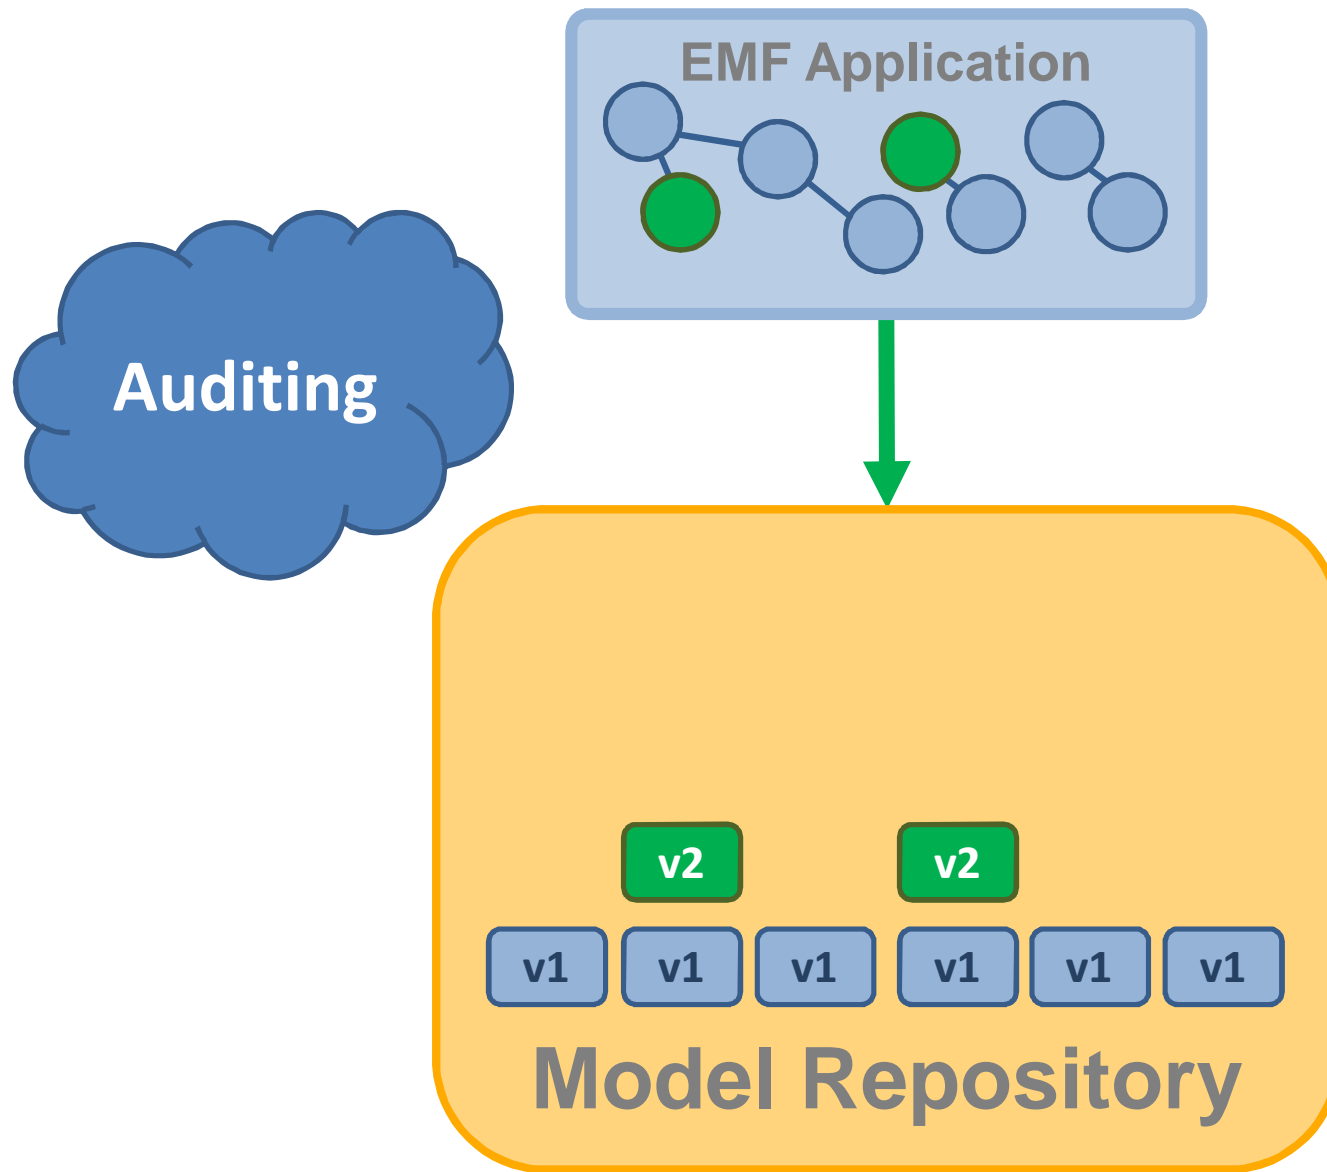 EMF Application
Auditing
v2 v2
v1 v1 v1 v1 v1 v1
Model Repository